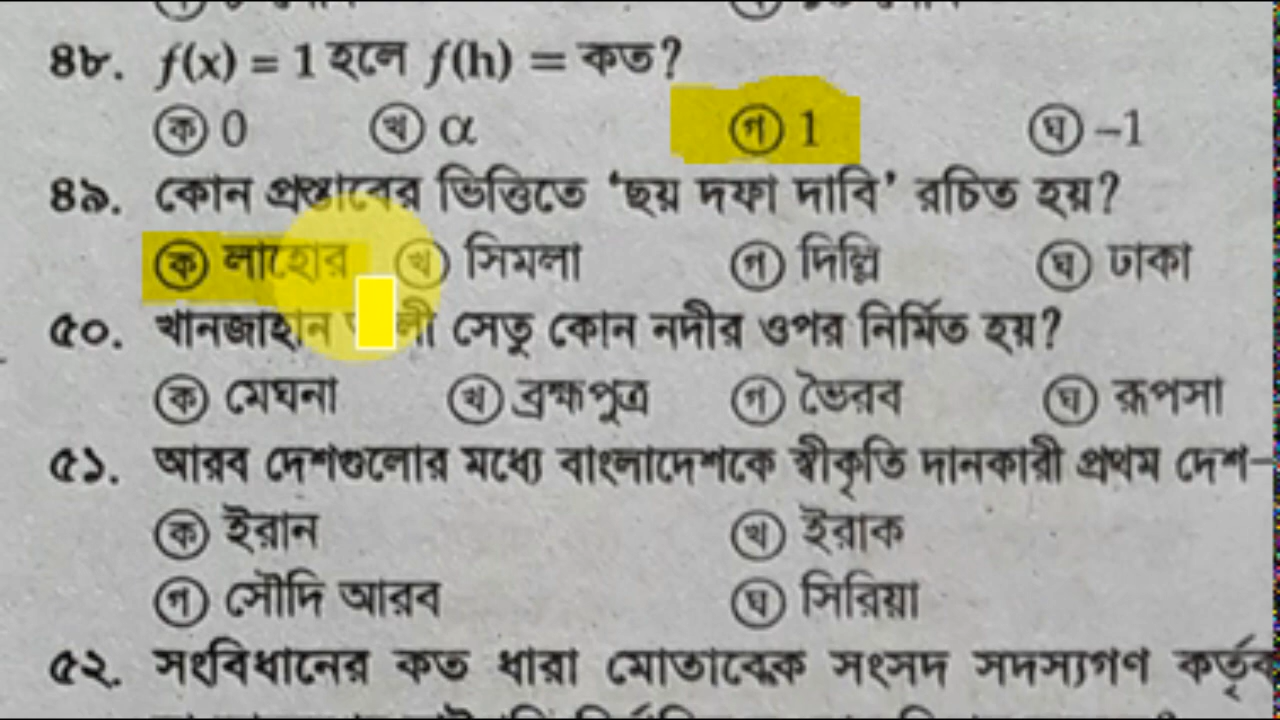 ৪৮. f(x) = 1 হলে f(h) = কত?
ক 0 খ α গ 1 ঘ –1
৪৯. কোন প্রস্তাবের ভিত্তিতে ‘ছয় দফা দাবি’ রচিত হয়?
ক লাহোর খ সিমলা গ দিল্লি ঘ ঢাকা
৫০. খানজাহান সেতু কোন নদীর ওপর নির্মিত হয়?
ক মেঘনা খ ব্রহ্মপুত্র গ ভৈরব ঘ রূপসা
৫১. আরব দেশগুলোর মধ্যে বাংলাদেশকে স্বীকৃতি দানকারী প্রথম দেশ–
ক ইরান খ ইরাক
গ সৌদি আরব ঘ সিরিয়া
৫২. সংবিধানের কত ধারা মোতাবেক সংসদ সদস্যগণ কর্তৃক